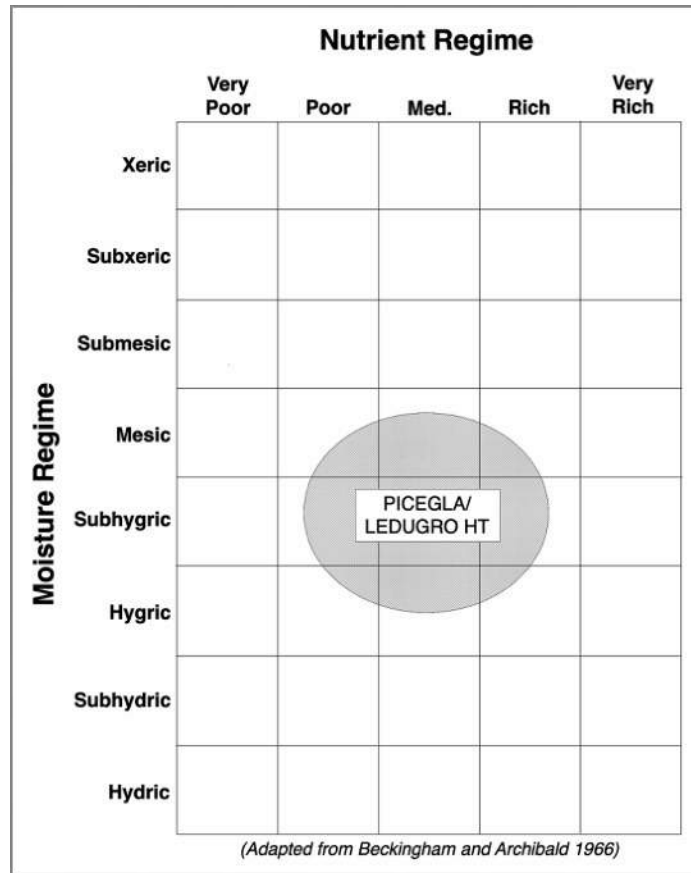 Nutrient Regime
Very
Poor
Poor
Med.
Rich
Very
Rich
Moisture Regime
Xeric
Subxeric
Submesic
Mesic
Subhygric
Hygric
Subhydric
Hydric
PICEGLA/
LEDUGRO HT
(Adapted from Beckingham and Archibald 1966)